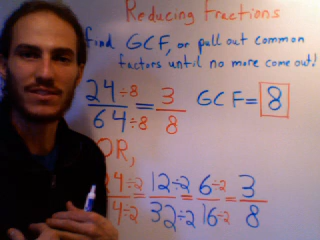 Reducing Fractions
find GCF, or pull out common
factors until no more come out!
24÷8 / 64÷8 = 3/8 GCF = 8
OR,
24÷2 / 64÷2 = 12÷2 / 32÷2 = 6÷2 / 16÷2 = 3/8